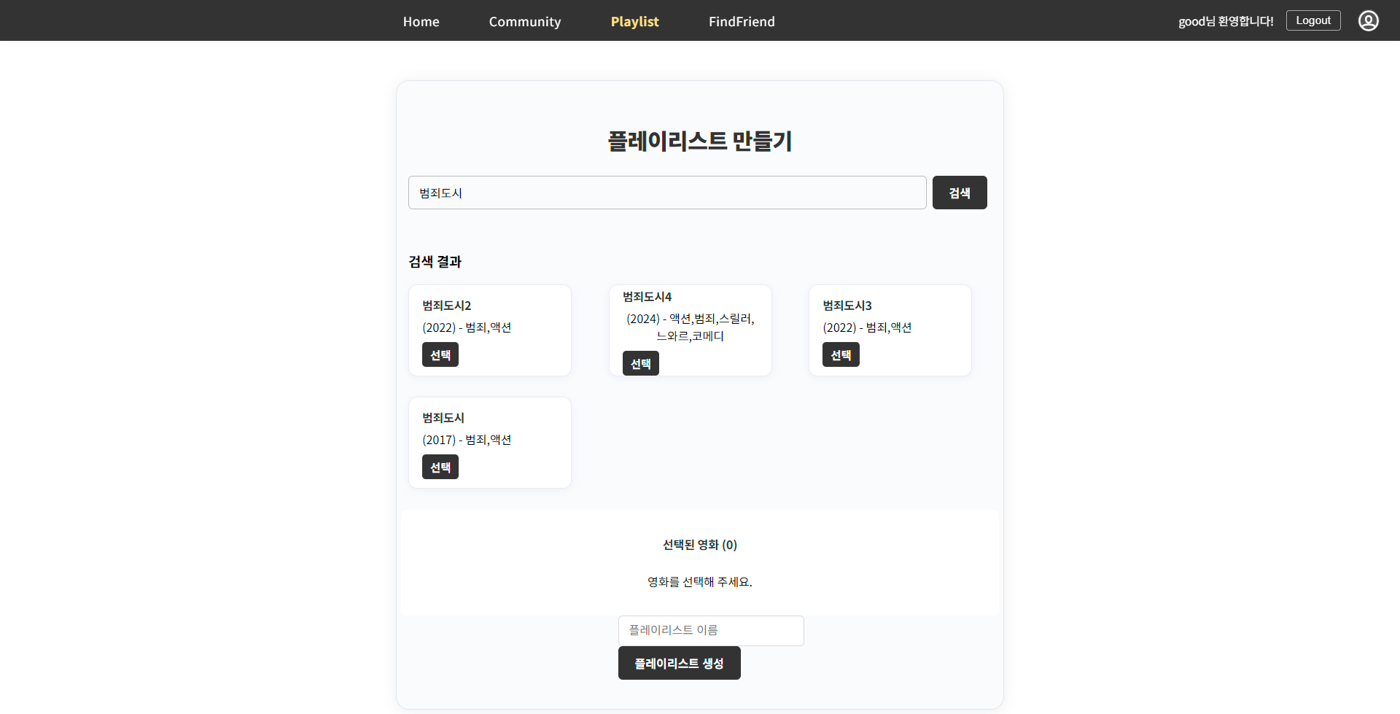 Home Community Playlist FindFriend good님 환영합니다! Logout
플레이리스트 만들기
범죄도시 검색
검색 결과
범죄도시2
(2022) - 범죄,액션
선택
범죄도시4
(2024) - 액션,범죄,스릴러,
느와르,코메디
선택
범죄도시3
(2022) - 범죄,액션
선택
범죄도시
(2017) - 범죄,액션
선택
선택된 영화 (0)
영화를 선택해 주세요.
플레이리스트 이름
플레이리스트 생성